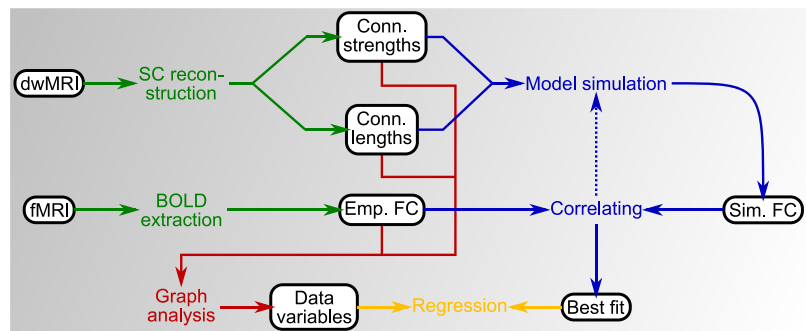 Conn.
strengths
dwMRI
SC recon-
struction
Model simulation
Conn.
lengths
fMRI
BOLD
extraction
Emp. FC
Correlating
Sim. FC
Graph
analysis
Data
variables
Regression
Best fit